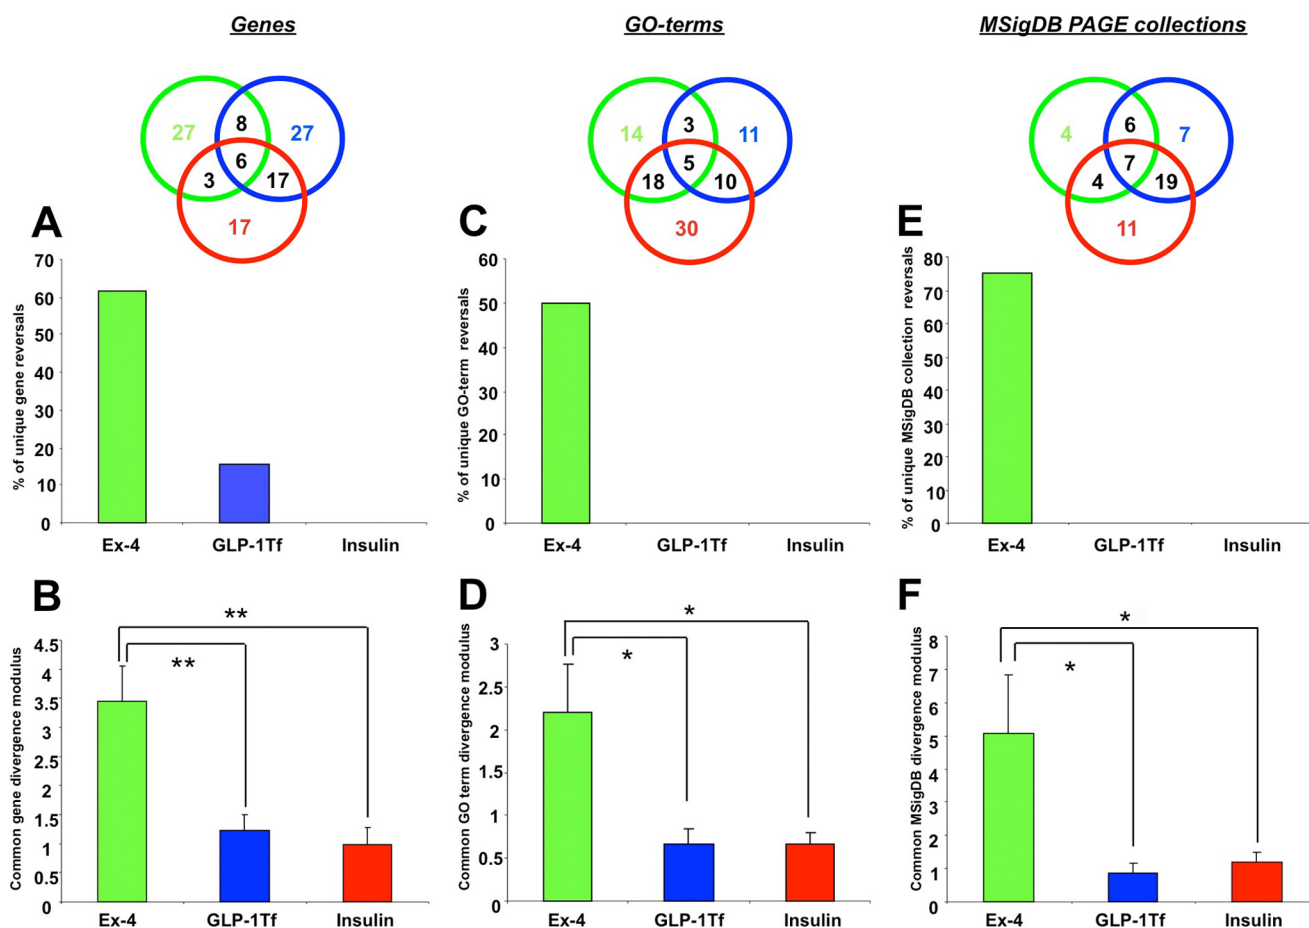 Genes
GO-terms
MSigDB PAGE collections
27
8
27
6
3
17
17
14
3
11
5
18
10
30
4
6
7
7
4
19
11
A
% of unique gene reversals
70
60
50
40
30
20
10
0
Ex-4
GLP-1Tf
Insulin
C
% of unique GO-term reversals
60
50
40
30
20
10
0
Ex-4
GLP-1Tf
Insulin
E
% of unique MSigDB collection reversals
80
70
60
50
40
30
20
10
0
Ex-4
GLP-1Tf
Insulin
B
Common gene divergence modulus
4.5
4
3.5
3
2.5
2
1.5
1
0.5
0
**
**
Ex-4
GLP-1Tf
Insulin
D
Common GO term divergence modulus
3
2.5
2
1.5
1
0.5
0
*
*
Ex-4
GLP-1Tf
Insulin
F
Common MSigDB divergence modulus
8
7
6
5
4
3
2
1
0
*
*
Ex-4
GLP-1Tf
Insulin